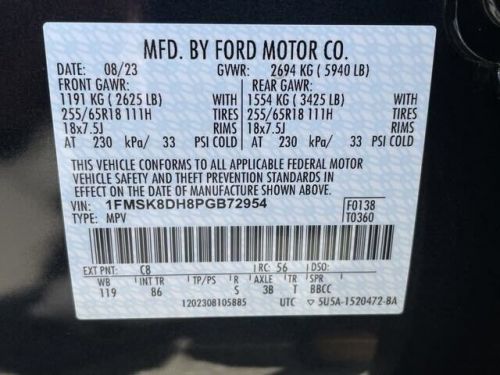 MFD. BY FORD MOTOR CO.
DATE: 08/23 GVWR: 2694 KG (5940 LB)
FRONT GAWR: REAR GAWR:
1191 KG (2625 LB) WITH 1554 KG (3425 LB) WITH
255/65R18 111H TIRES 255/65R18 111H TIRES
18x7.5J RIMS 18x7.5J RIMS
AT 230 kPa/ 33 PSI COLD AT 230 kPa/ 33 PSI COLD
THIS VEHICLE CONFORMS TO ALL APPLICABLE FEDERAL MOTOR
VEHICLE SAFETY AND THEFT PREVENTION STANDARDS IN
EFFECT ON THE DATE OF MANUFACTURE SHOWN ABOVE.
VIN: 1FMSK8DH8PGB72954 F0138
TYPE: MPV T0360
EXT PNT: C8 RC: 56 DSO:
WB INT TR TP/PS R AXLE TR SPR
119 86 S 3B T BBCC
1202308105885 UTC ▽ 5U5A-1520472-BA